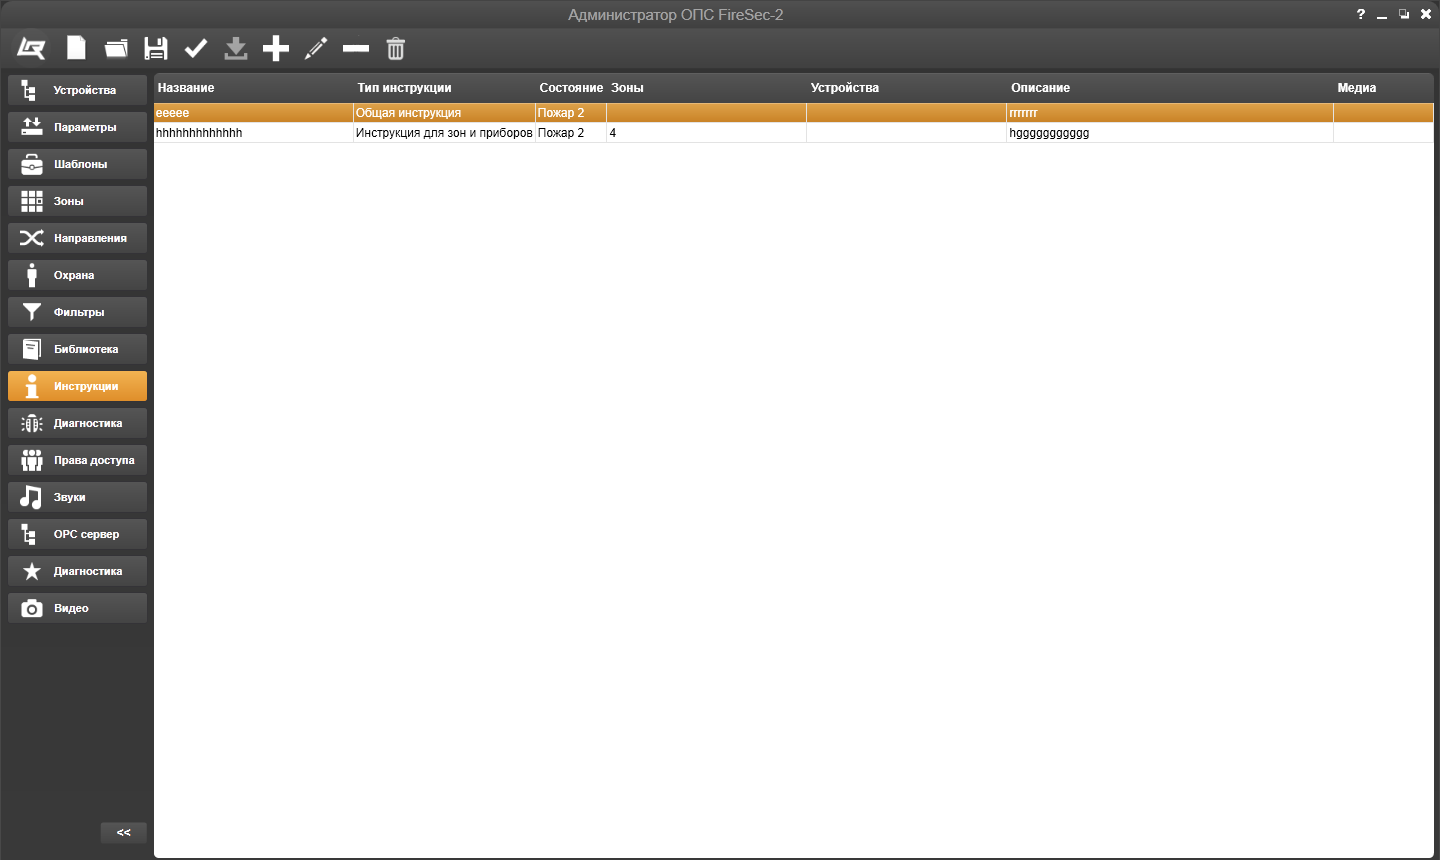 Администратор ОПС FireSec-2
?
Устройства
Параметры
Шаблоны
Зоны
Направления
Охрана
Фильтры
Библиотека
Инструкции
Диагностика
Права доступа
Звуки
ОРС сервер
Диагностика
Видео
<<
Название Тип инструкции Состояние Зоны Устройства Описание Медиа
eeeee Общая инструкция Пожар 2 rrrrrrr
hhhhhhhhhhhhh Инструкция для зон и приборов Пожар 2 4 hggggggggggg